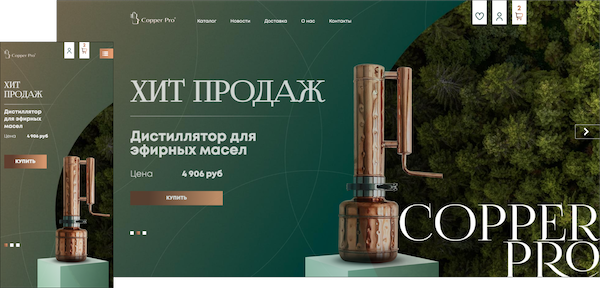 Copper Pro
Каталог
Новости
Доставка
О нас
Контакты
2
ХИТ ПРОДАЖ
Дистиллятор для
эфирных масел
Цена 4 906 руб
КУПИТЬ
COPPER
PRO
Copper Pro
2
ХИТ
ПРОДАЖ
Дистиллятор
для эфирных
масел
Цена 4 906 руб
КУПИТЬ